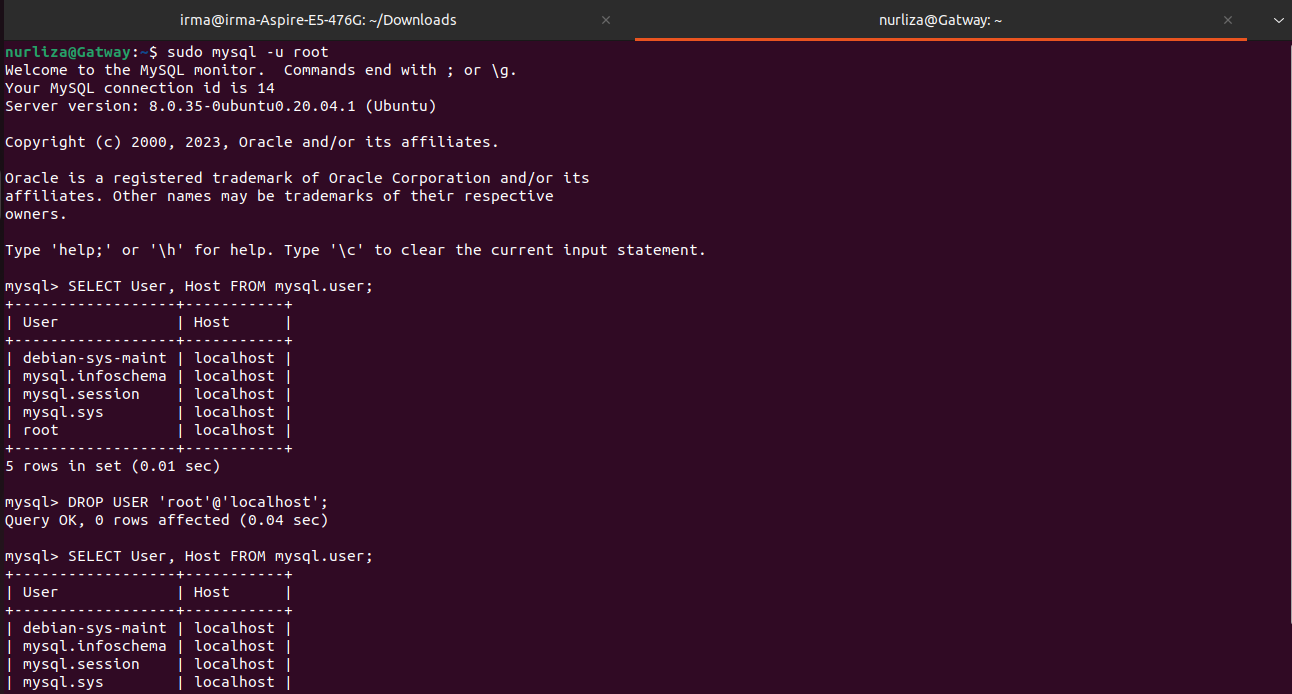 irma@irma-Aspire-E5-476G: ~/Downloads
nurliza@Gatway: ~
nurliza@Gatway:~$ sudo mysql -u root
Welcome to the MySQL monitor.  Commands end with ; or \g.
Your MySQL connection id is 14
Server version: 8.0.35-0ubuntu0.20.04.1 (Ubuntu)

Copyright (c) 2000, 2023, Oracle and/or its affiliates.

Oracle is a registered trademark of Oracle Corporation and/or its
affiliates. Other names may be trademarks of their respective
owners.

Type 'help;' or '\h' for help. Type '\c' to clear the current input statement.

mysql> SELECT User, Host FROM mysql.user;
+------------------+-----------+
| User             | Host      |
+------------------+-----------+
| debian-sys-maint | localhost |
| mysql.infoschema | localhost |
| mysql.session    | localhost |
| mysql.sys        | localhost |
| root             | localhost |
+------------------+-----------+
5 rows in set (0.01 sec)

mysql> DROP USER 'root'@'localhost';
Query OK, 0 rows affected (0.04 sec)

mysql> SELECT User, Host FROM mysql.user;
+------------------+-----------+
| User             | Host      |
+------------------+-----------+
| debian-sys-maint | localhost |
| mysql.infoschema | localhost |
| mysql.session    | localhost |
| mysql.sys        | localhost |